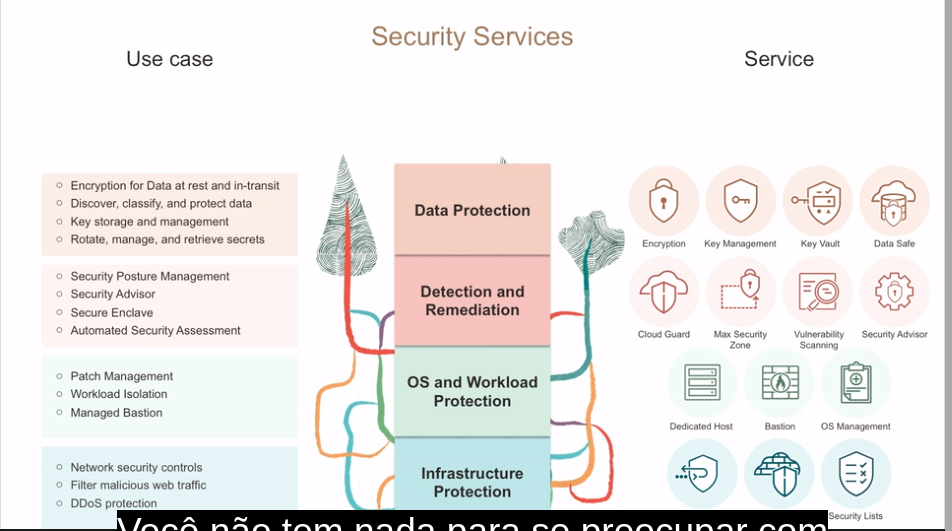 Security Services
Use case
Service
Encryption for Data at rest and in-transit
Discover, classify, and protect data
Key storage and management
Rotate, manage, and retrieve secrets
Data Protection
Encryption
Key Management
Key Vault
Data Safe
Security Posture Management
Security Advisor
Secure Enclave
Automated Security Assessment
Detection and
Remediation
Cloud Guard
Max Security
Zone
Vulnerability
Scanning
Security Advisor
Patch Management
Workload Isolation
Managed Bastion
OS and Workload
Protection
Dedicated Host
Bastion
OS Management
Network security controls
Filter malicious web traffic
DDoS protection
Infrastructure
Protection
Security Lists
Você não tem nada para se preocupar com